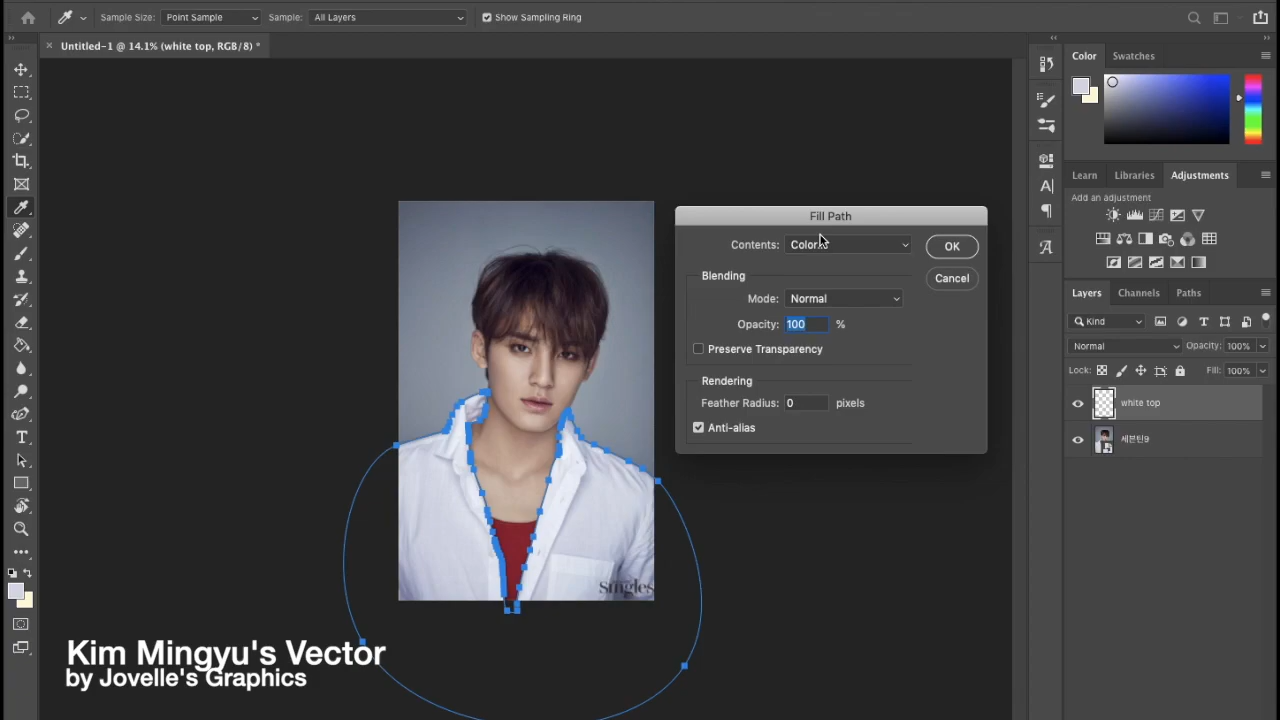 Sample Size: Point Sample Sample: All Layers Show Sampling Ring
Untitled-1 @ 14.1% (white top, RGB/8) *
Color Swatches
Learn Libraries Adjustments
Add an adjustment
Fill Path
Contents: Color...
OK
Blending
Cancel
Mode: Normal
Opacity: 100 %
Preserve Transparency
Rendering
Feather Radius: 0 pixels
Anti-alias
Layers Channels Paths
Kind
Normal Opacity: 100%
Lock: Fill: 100%
white top
세븐틴9
Singles
Kim Mingyu's Vector
by Jovelle's Graphics